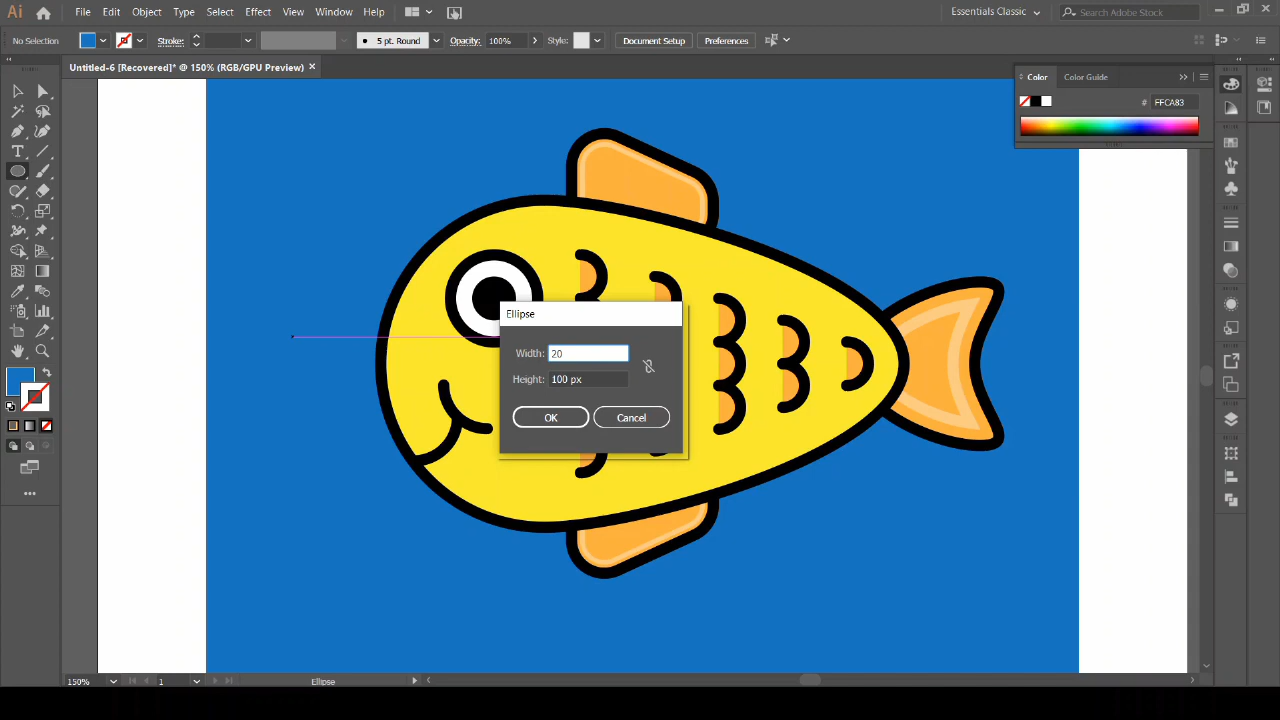 Ai File Edit Object Type Select Effect View Window Help Essentials Classic Search Adobe Stock
No Selection Stroke: 5 pt. Round Opacity: 100% Style: Document Setup Preferences
Untitled-6 [Recovered]* @ 150% (RGB/GPU Preview)
Color Color Guide
# FFCA83
Ellipse
Width: 20
Height: 100 px
OK Cancel
150% 1 Ellipse